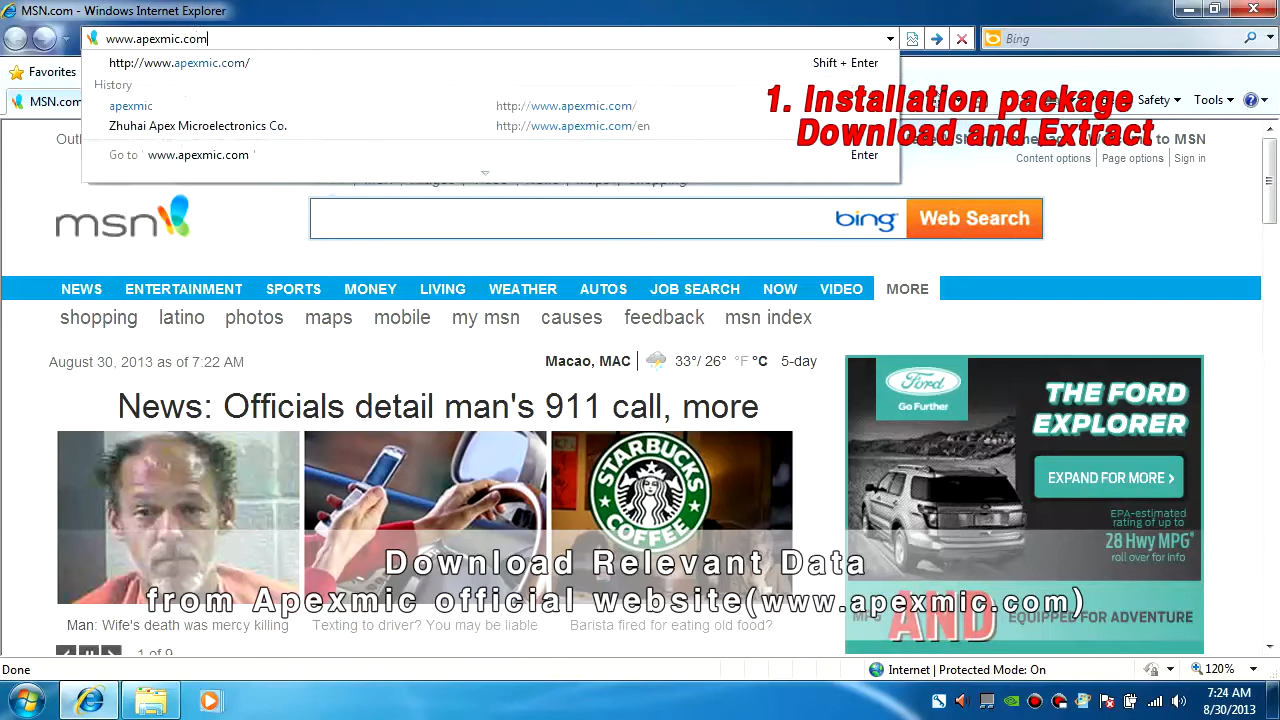 MSN.com - Windows Internet Explorer
www.apexmic.com
Bing
http://www.apexmic.com/ Shift + Enter
Favorites
History
apexmic http://www.apexmic.com/
Zhuhai Apex Microelectronics Co. http://www.apexmic.com/en
Go to ' www.apexmic.com ' Enter
MSN.com
Safety
Tools
1. Installation package
Download and Extract
Welcome to MSN
Content options
Page options
Sign in
msn
bing
Web Search
NEWS ENTERTAINMENT SPORTS MONEY LIVING WEATHER AUTOS JOB SEARCH NOW VIDEO MORE
shopping latino photos maps mobile my msn causes feedback msn index
August 30, 2013 as of 7:22 AM
Macao, MAC
33°/ 26° °F °C 5-day
News: Officials detail man's 911 call, more
STARBUCKS
COFFEE
Ford
Go Further
THE FORD
EXPLORER
EXPAND FOR MORE >
EPA-estimated
rating of up to
28 Hwy MPG*
roll over for info
MPG AND EQUIPPED FOR ADVENTURE
Download Relevant Data
from Apexmic official website(www.apexmic.com)
Man: Wife's death was mercy killing
Texting to driver? You may be liable
Barista fired for eating old food?
1 of 9
Done
Internet | Protected Mode: On
120%
7:24 AM
8/30/2013